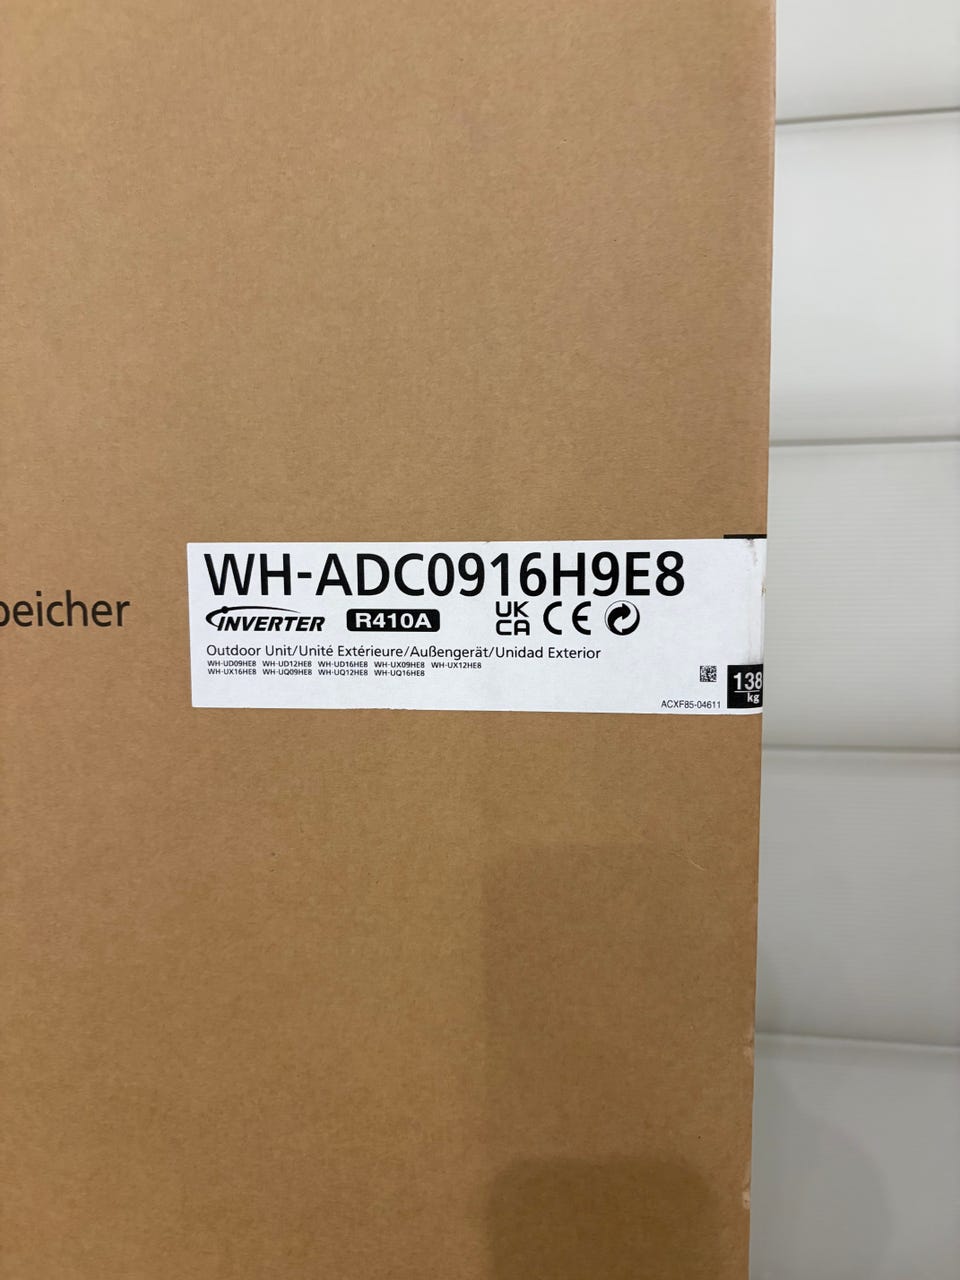 WH-ADC0916H9E8
INVERTER R410A UK CA CE
Outdoor Unit/Unité Extérieure/Außengerät/Unidad Exterior
WH-UD09HE8 WH-UD12HE8 WH-UD16HE8 WH-UX09HE8 WH-UX12HE8
WH-UX16HE8 WH-UQ09HE8 WH-UQ12HE8 WH-UQ16HE8
ACXF85-04611
138
kg
peicher